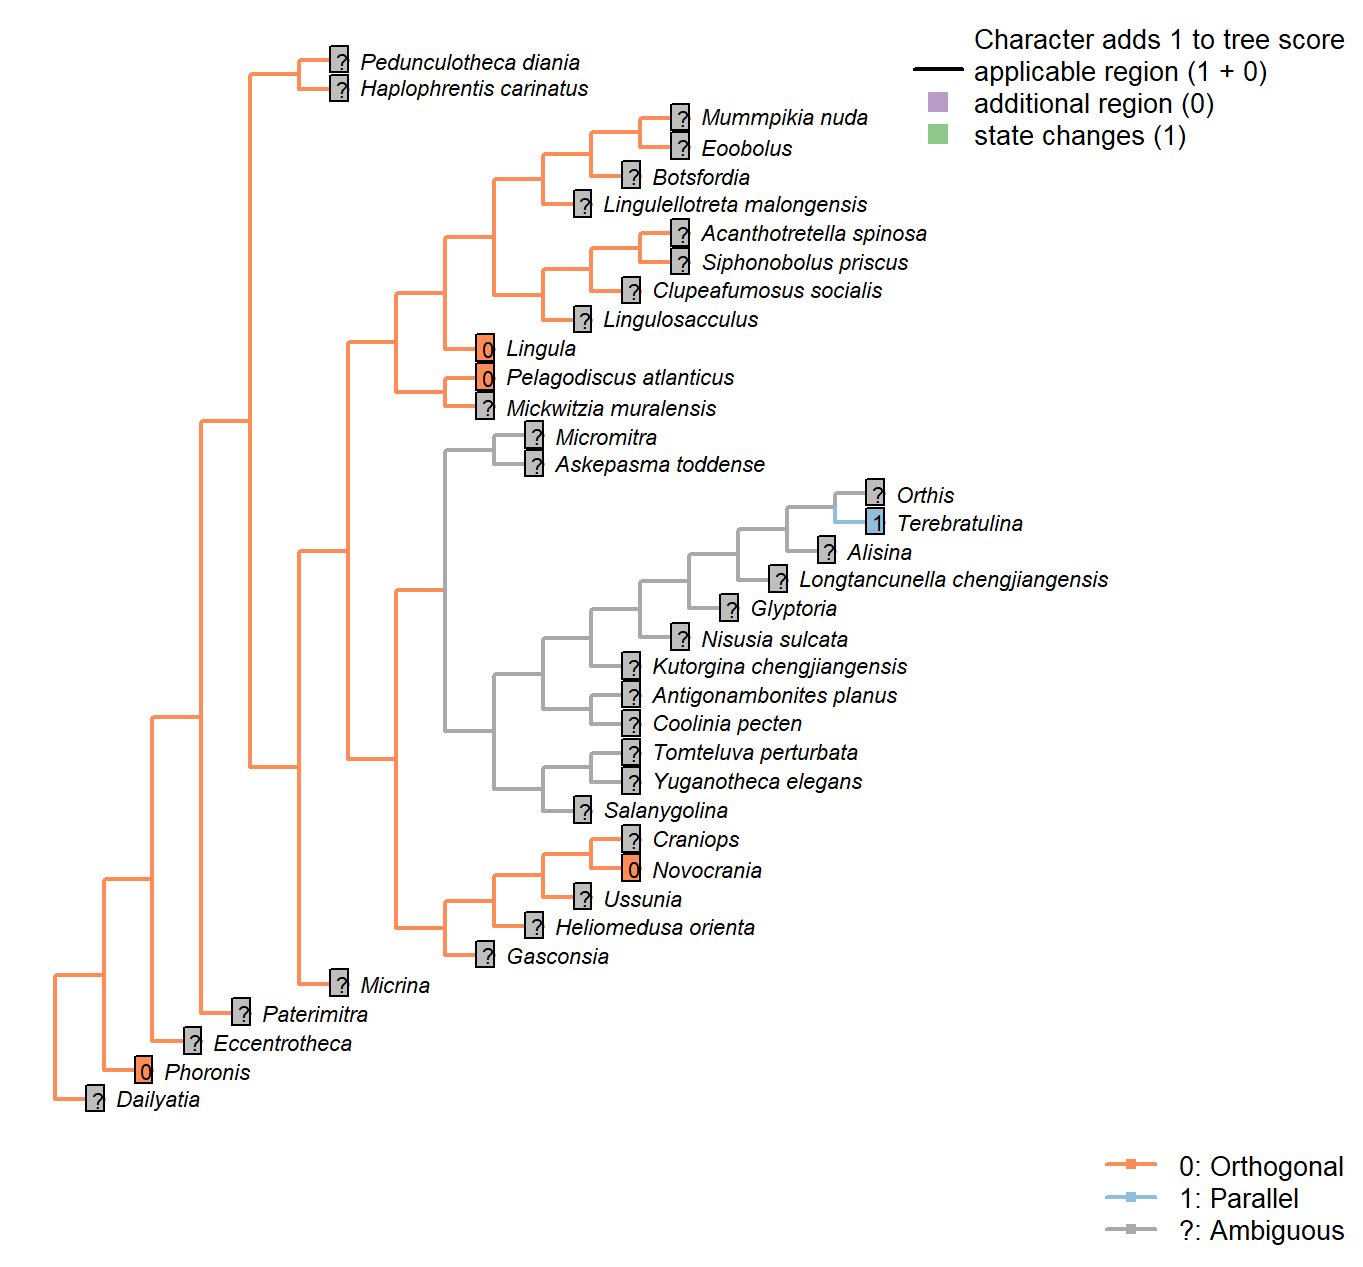 Character adds 1 to tree score
applicable region (1 + 0)
additional region (0)
state changes (1)
? Pedunculotheca diania
? Haplophrentis carinatus
? Mummpikia nuda
? Eoobolus
? Botsfordia
? Lingulellotreta malongensis
? Acanthotretella spinosa
? Siphonobolus priscus
? Clupeafumosus socialis
? Lingulosacculus
0 Lingula
0 Pelagodiscus atlanticus
? Mickwitzia muralensis
? Micromitra
? Askepasma toddense
? Orthis
1 Terebratulina
? Alisina
? Longtancunella chengjiangensis
? Glyptoria
? Nisusia sulcata
? Kutorgina chengjiangensis
? Antigonambonites planus
? Coolinia pecten
? Tomteluva perturbata
? Yuganotheca elegans
? Salanygolina
? Craniops
0 Novocrania
? Ussunia
? Heliomedusa orienta
? Gasconsia
? Micrina
? Paterimitra
? Eccentrotheca
0 Phoronis
? Dailyatia
0: Orthogonal
1: Parallel
?: Ambiguous